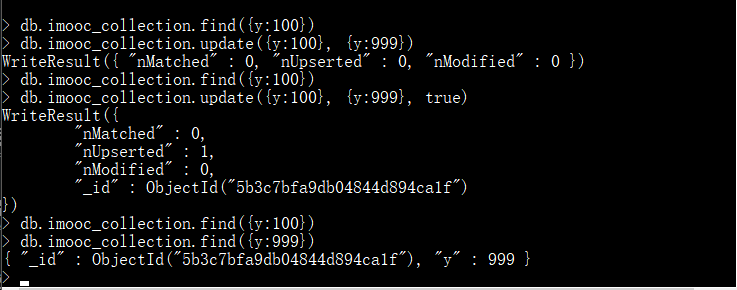 > db.imooc_collection.find({y:100})
> db.imooc_collection.update({y:100}, {y:999})
WriteResult({ "nMatched" : 0, "nUpserted" : 0, "nModified" : 0 })
> db.imooc_collection.find({y:100})
> db.imooc_collection.update({y:100}, {y:999}, true)
WriteResult({
        "nMatched" : 0,
        "nUpserted" : 1,
        "nModified" : 0,
        "_id" : ObjectId("5b3c7bfa9db04844d894ca1f")
})
> db.imooc_collection.find({y:100})
> db.imooc_collection.find({y:999})
{ "_id" : ObjectId("5b3c7bfa9db04844d894ca1f"), "y" : 999 }
>